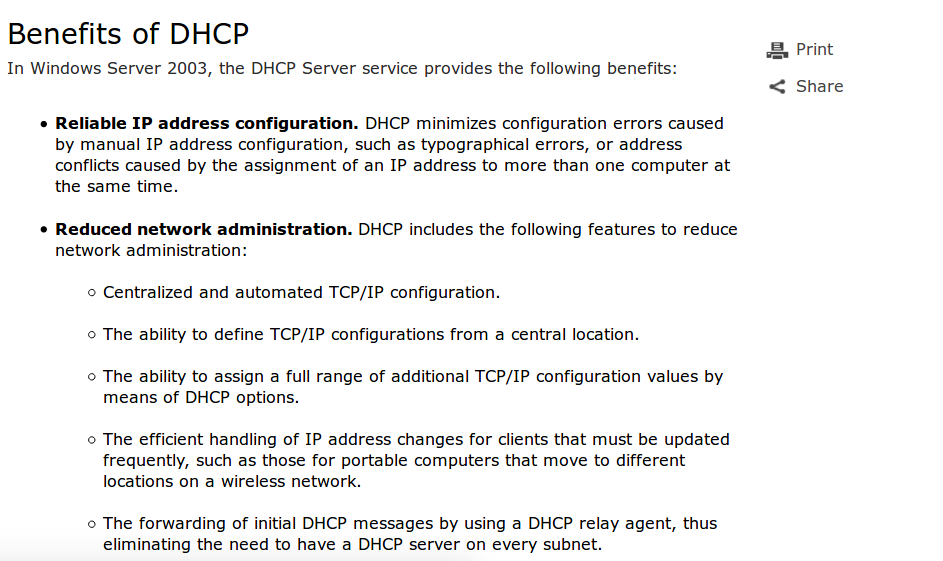 Benefits of DHCP
In Windows Server 2003, the DHCP Server service provides the following benefits:
Print
Share
• Reliable IP address configuration. DHCP minimizes configuration errors caused
by manual IP address configuration, such as typographical errors, or address
conflicts caused by the assignment of an IP address to more than one computer at
the same time.
• Reduced network administration. DHCP includes the following features to reduce
network administration:
○ Centralized and automated TCP/IP configuration.
○ The ability to define TCP/IP configurations from a central location.
○ The ability to assign a full range of additional TCP/IP configuration values by
means of DHCP options.
○ The efficient handling of IP address changes for clients that must be updated
frequently, such as those for portable computers that move to different
locations on a wireless network.
○ The forwarding of initial DHCP messages by using a DHCP relay agent, thus
eliminating the need to have a DHCP server on every subnet.